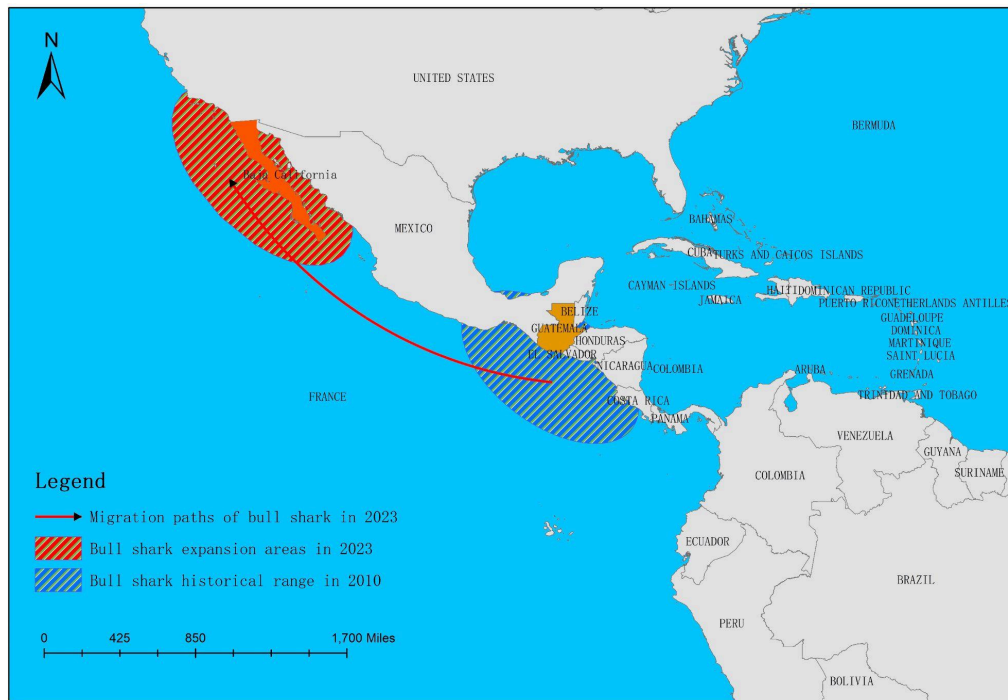 N
UNITED STATES
BERMUDA
Baja California
MEXICO
BAHAMAS
CUBA
TURKS AND CAICOS ISLANDS
CAYMAN ISLANDS
JAMAICA
HAITI
DOMINICAN REPUBLIC
PUERTO RICO
NETHERLANDS ANTILLES
BELIZE
GUADELOUPE
GUATEMALA
DOMINICA
HONDURAS
MARTINIQUE
EL SALVADOR
SAINT LUCIA
NICARAGUA
COLOMBIA
ARUBA
GRENADA
FRANCE
COSTA RICA
TRINIDAD AND TOBAGO
PANAMA
VENEZUELA
GUYANA
COLOMBIA
SURINAME
ECUADOR
BRAZIL
PERU
BOLIVIA
Legend
Migration paths of bull shark in 2023
Bull shark expansion areas in 2023
Bull shark historical range in 2010
0 425 850 1,700 Miles